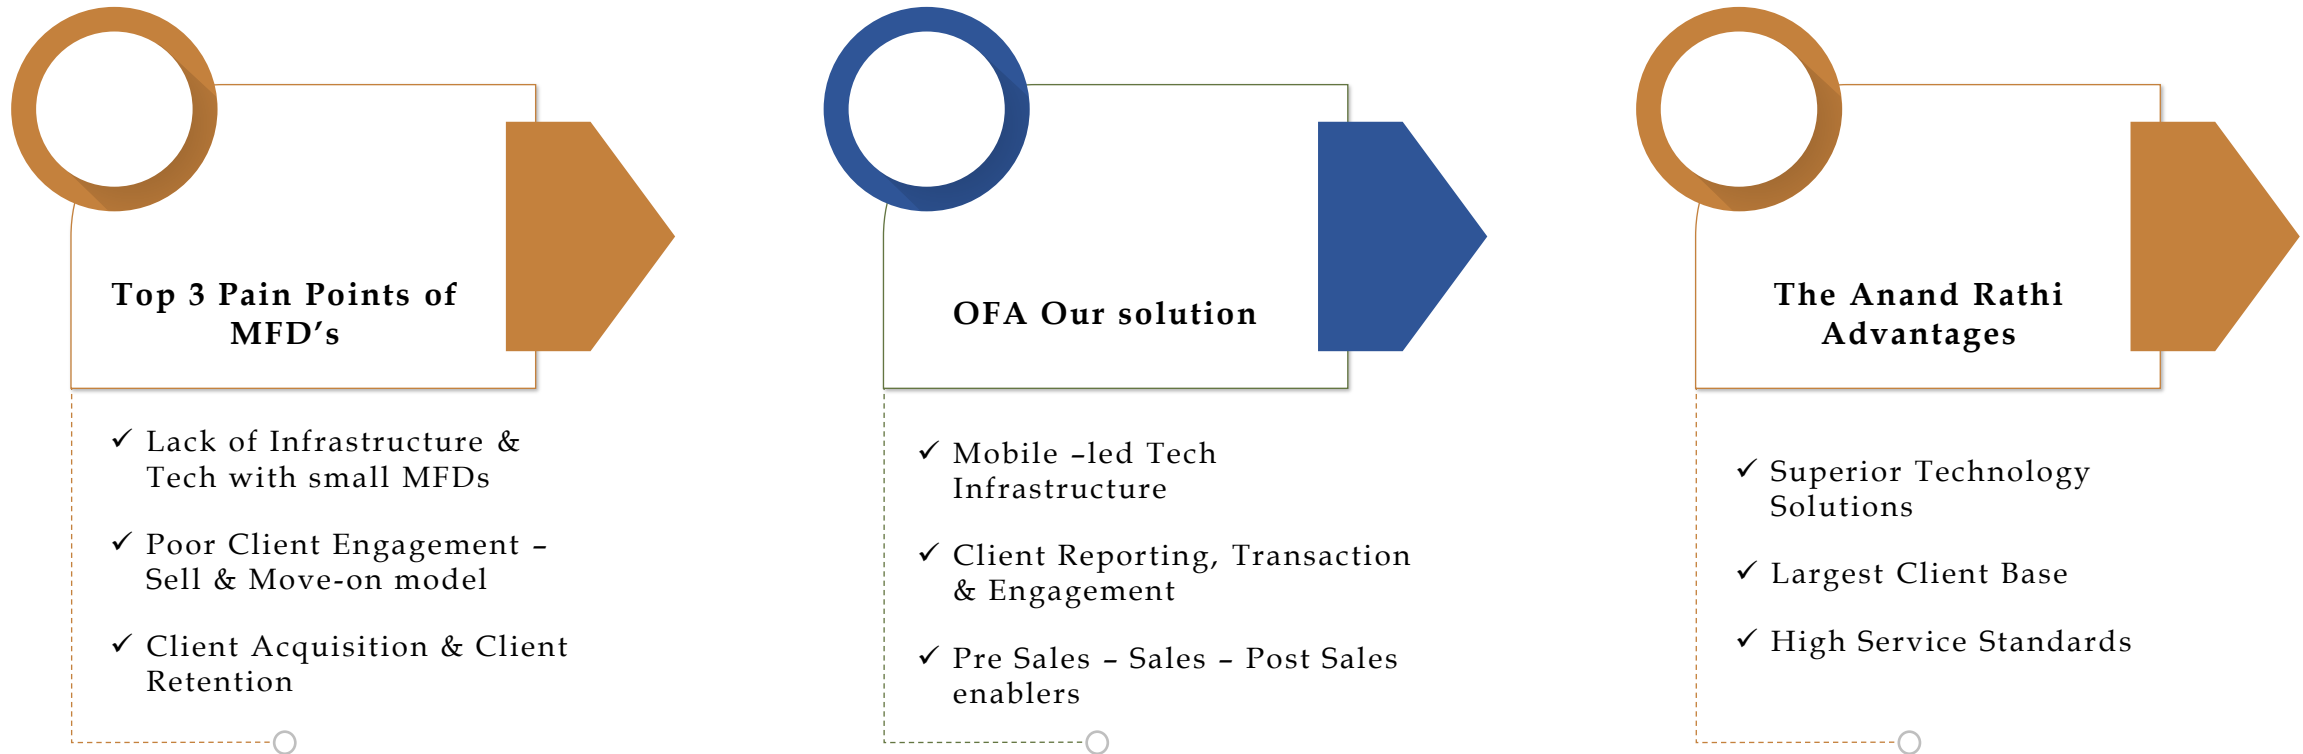 Top 3 Pain Points of
MFD’s
✓ Lack of Infrastructure &
Tech with small MFDs
✓ Poor Client Engagement –
Sell & Move-on model
✓ Client Acquisition & Client
Retention
OFA Our solution
✓ Mobile –led Tech
Infrastructure
✓ Client Reporting, Transaction
& Engagement
✓ Pre Sales – Sales – Post Sales
enablers
The Anand Rathi
Advantages
✓ Superior Technology
Solutions
✓ Largest Client Base
✓ High Service Standards